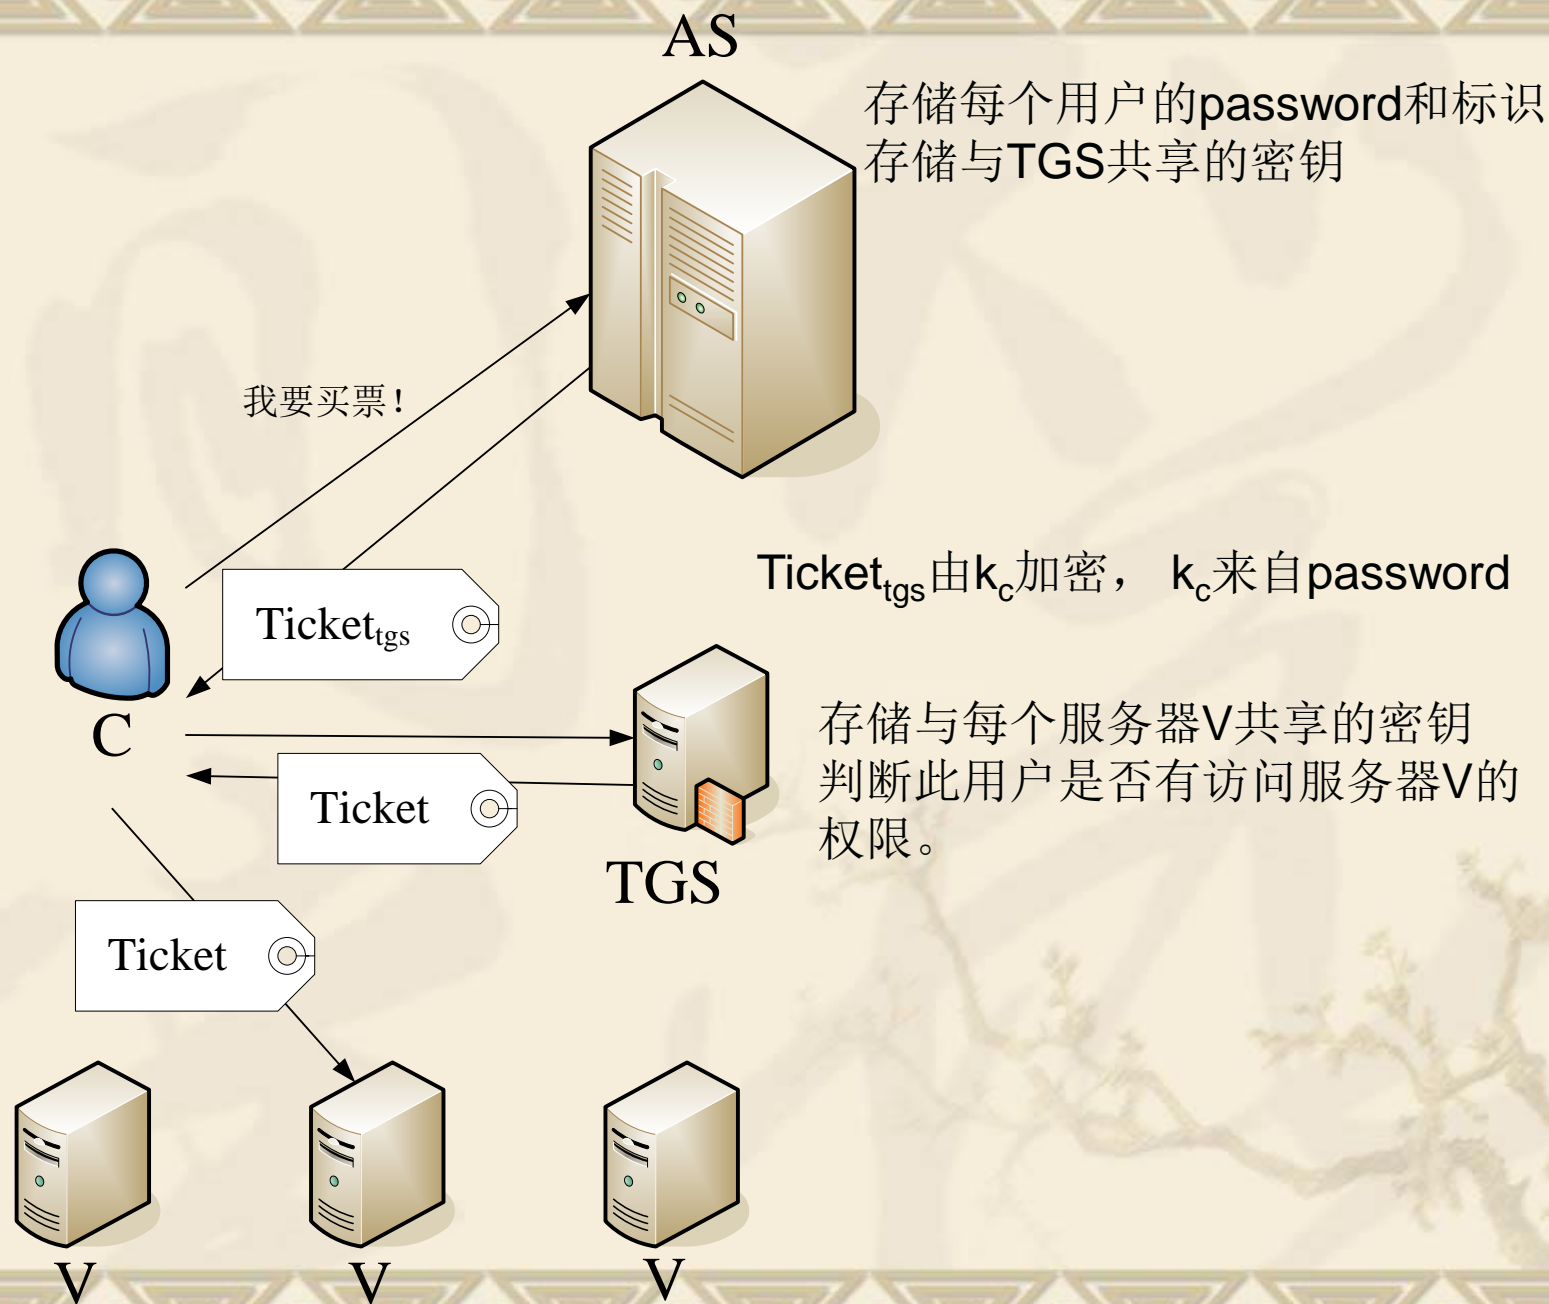 AS
存储每个用户的password和标识
存储与TGS共享的密钥
我要买票！
Ticket_tgs由k_c加密， k_c来自password
Ticket_tgs
C
存储与每个服务器V共享的密钥
判断此用户是否有访问服务器V的
权限。
Ticket
TGS
Ticket
V
V
V